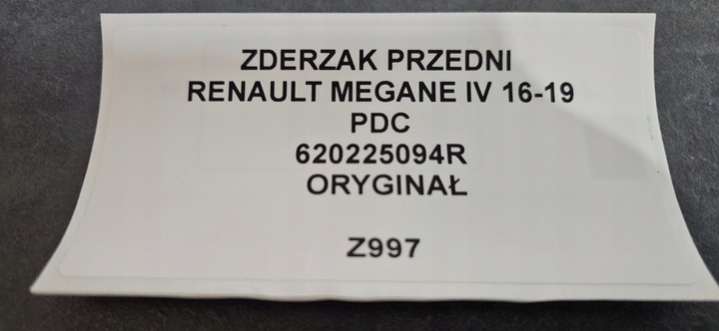 ZDERZAK PRZEDNI
RENAULT MEGANE IV 16-19
PDC
620225094R
ORYGINAŁ
Z997